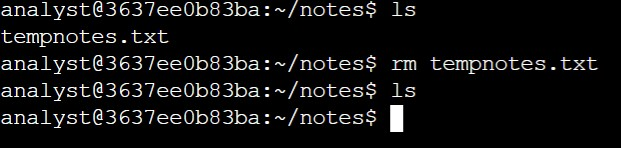 analyst@3637ee0b83ba:~/notes$ ls
tempnotes.txt
analyst@3637ee0b83ba:~/notes$ rm tempnotes.txt
analyst@3637ee0b83ba:~/notes$ ls
analyst@3637ee0b83ba:~/notes$